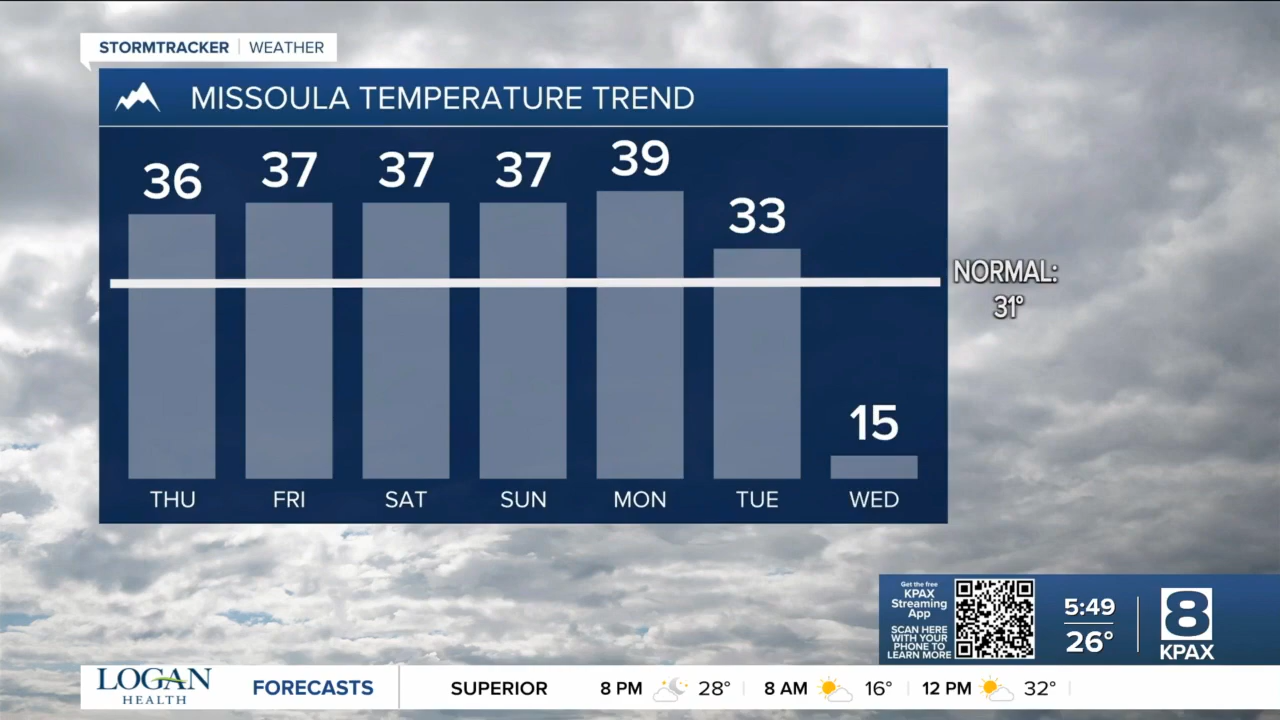 STORMTRACKER | WEATHER
MISSOULA TEMPERATURE TREND
36 37 37 37 39 33 15
NORMAL:
31°
THU FRI SAT SUN MON TUE WED
Get the free
KPAX
Streaming
App
SCAN HERE
WITH YOUR
PHONE TO
LEARN MORE
5:49
26°
8
KPAX
LOGAN
HEALTH
FORECASTS
SUPERIOR 8 PM 28° 8 AM 16° 12 PM 32°